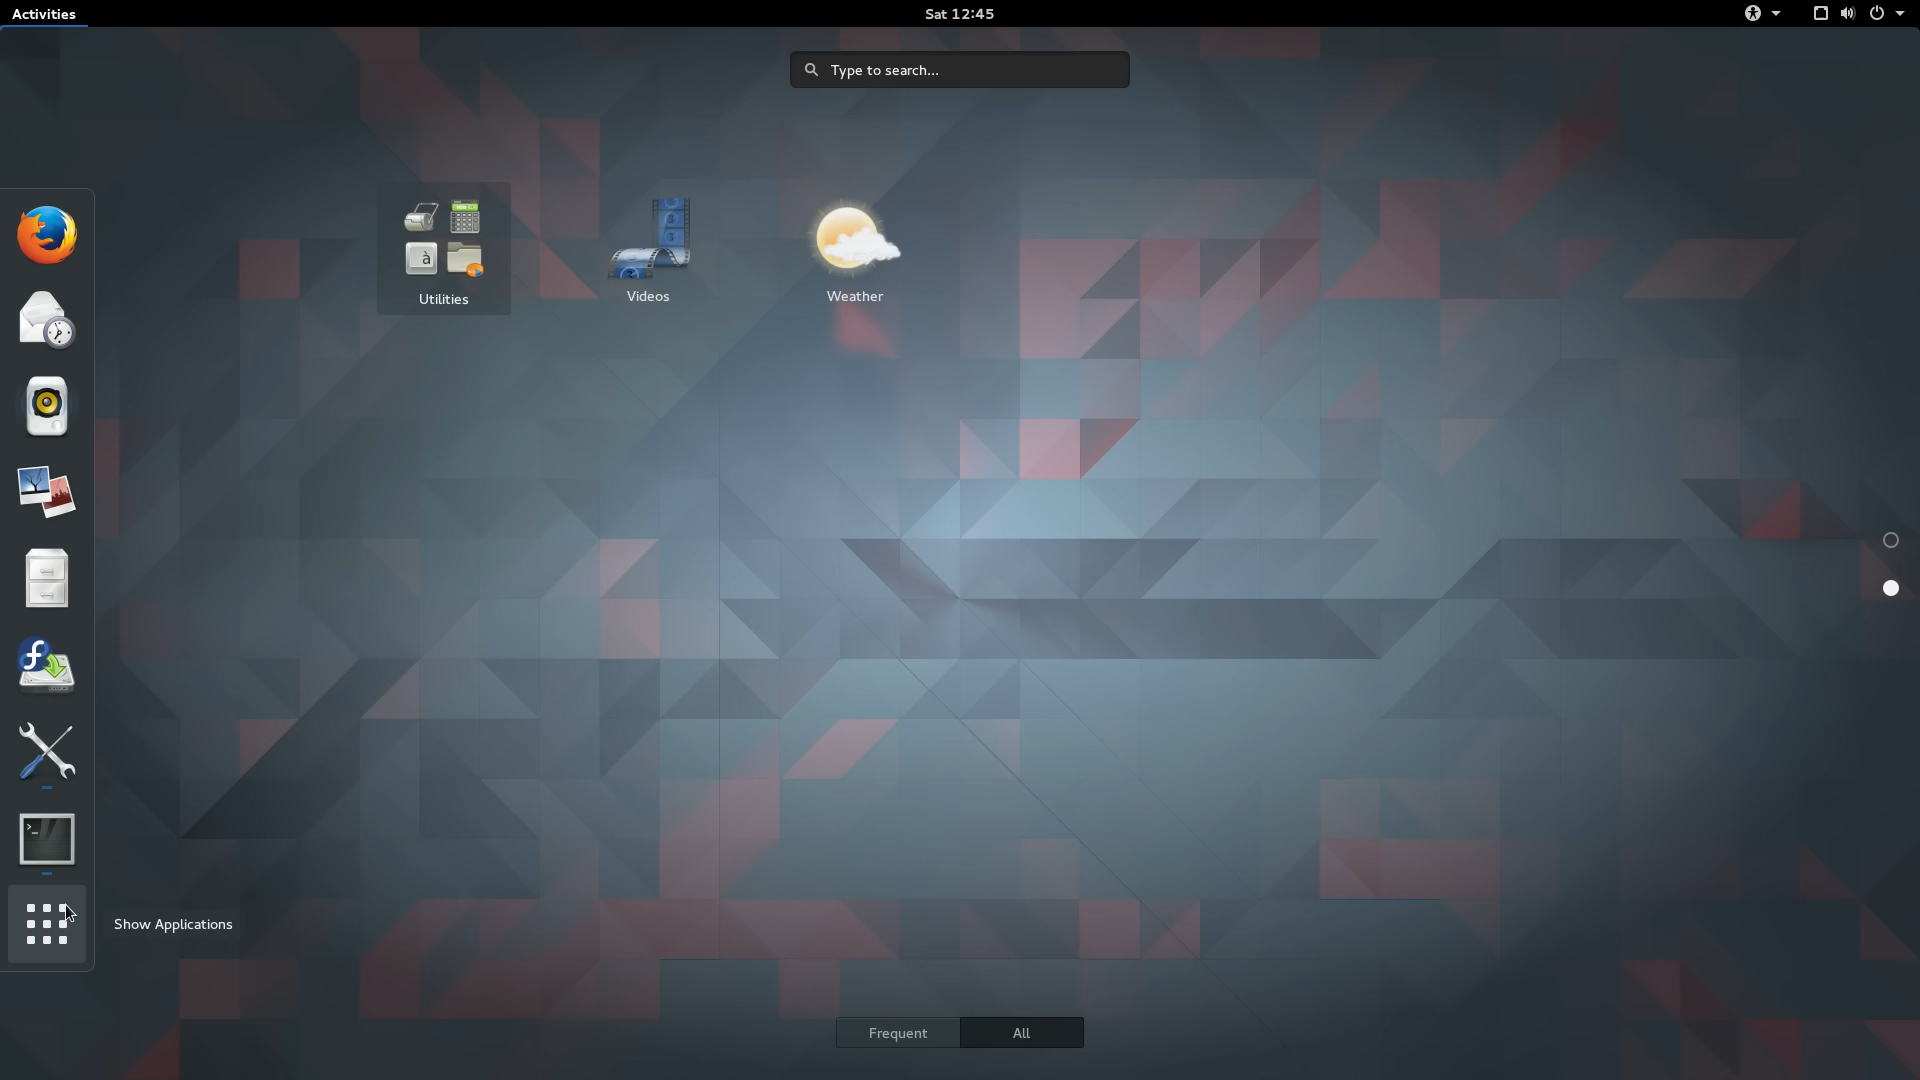 Activities
Sat 12:45
Type to search...
à
Utilities
Videos
Weather
>_
Show Applications
Frequent
All